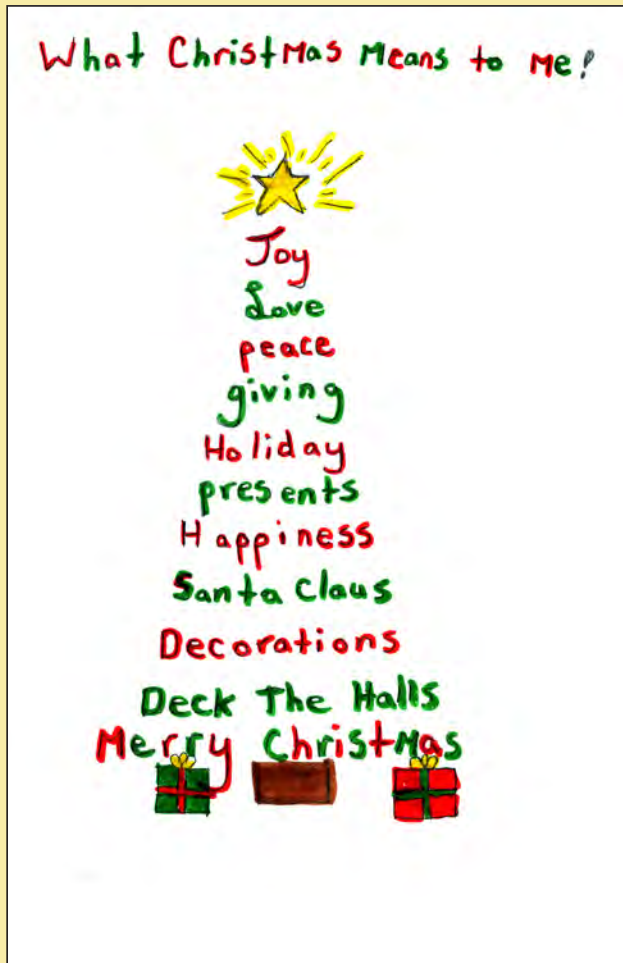 What Christmas Means to Me!
Joy
Love
peace
giving
Holiday
presents
Happiness
Santa Claus
Decorations
Deck The Halls
Merry Christmas